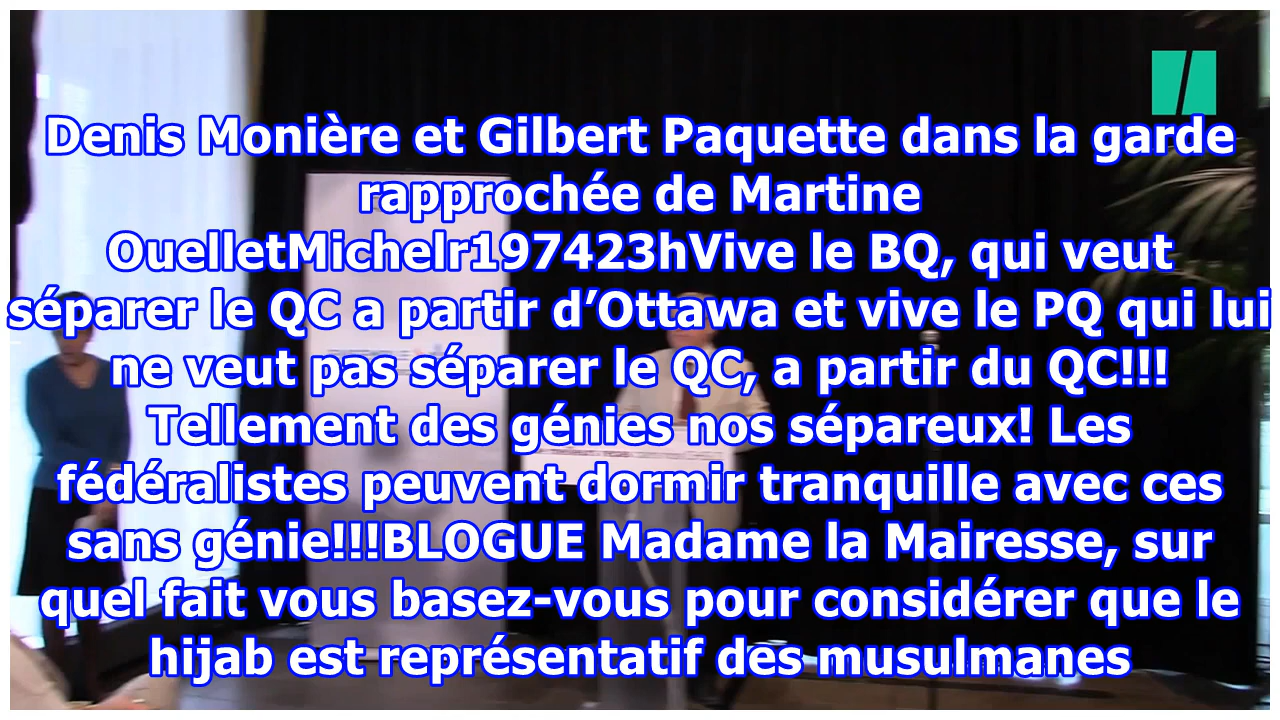 Denis Monière et Gilbert Paquette dans la garde
rapprochée de Martine
OuelletMichelr197423hVive le BQ, qui veut
séparer le QC a partir d’Ottawa et vive le PQ qui lui
ne veut pas séparer le QC, a partir du QC!!!
Tellement des génies nos sépareux! Les
fédéralistes peuvent dormir tranquille avec ces
sans génie!!!BLOGUE Madame la Mairesse, sur
quel fait vous basez-vous pour considérer que le
hijab est représentatif des musulmanes